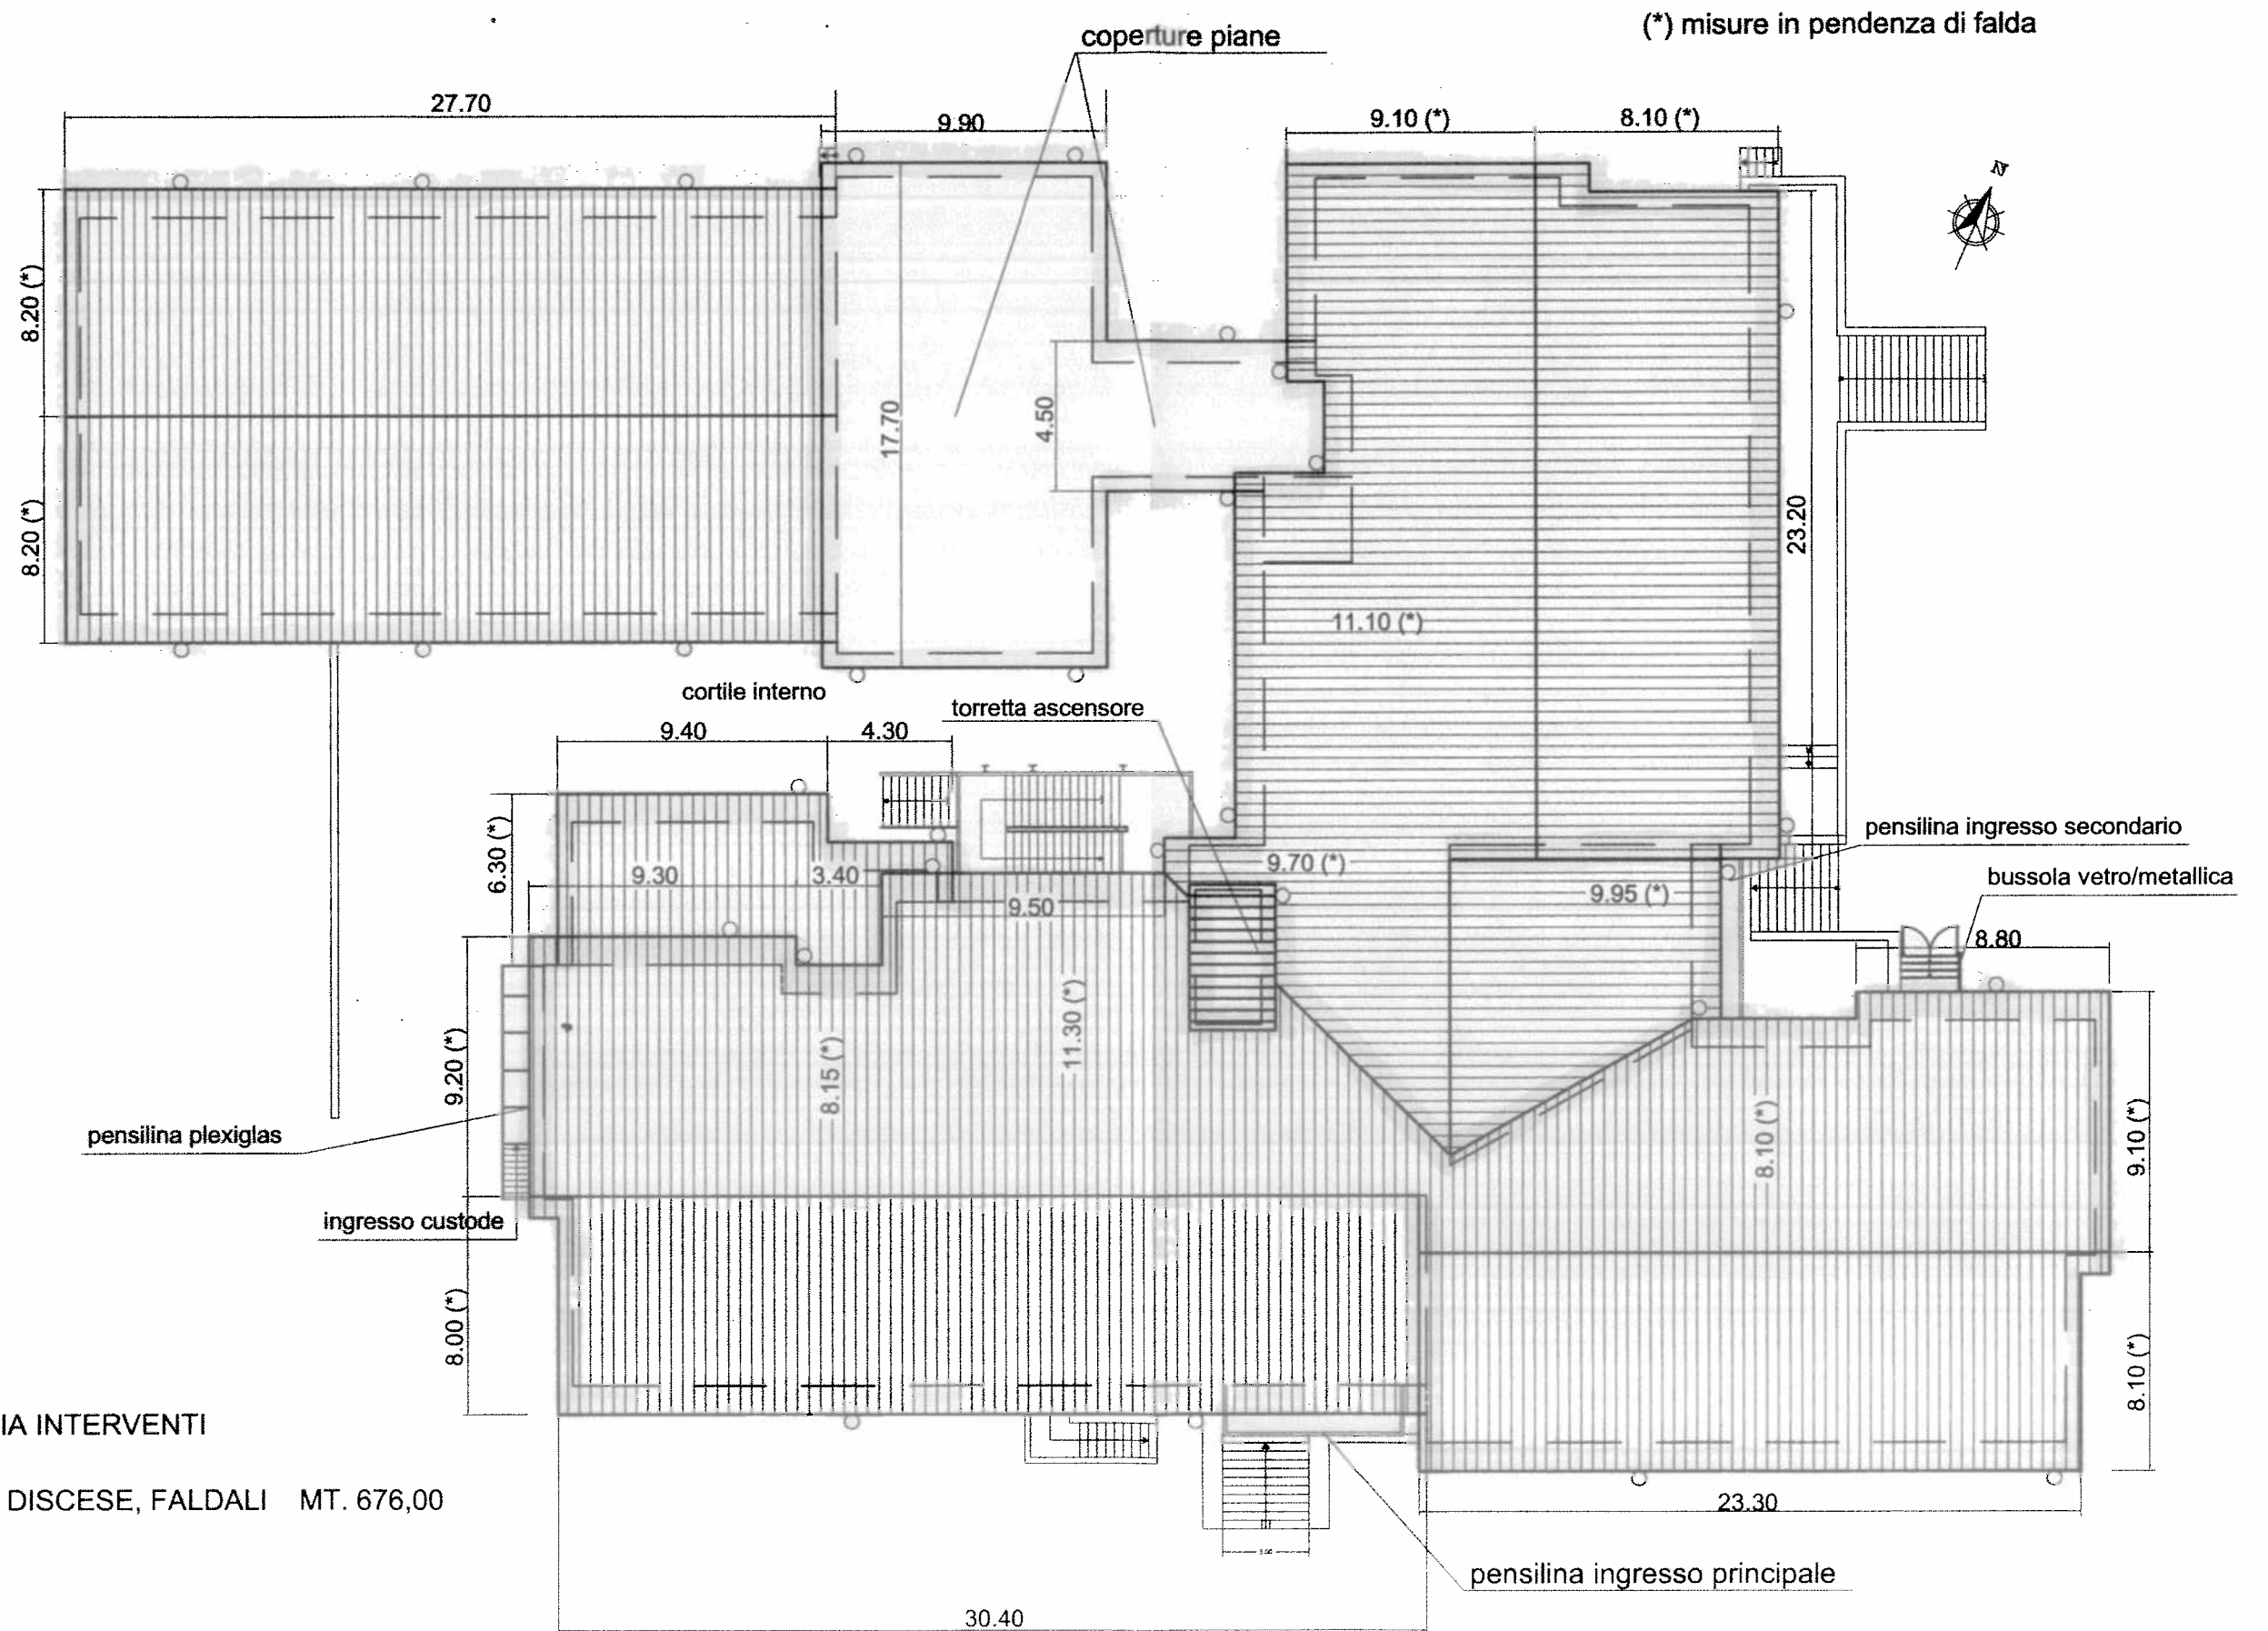 (*) misure in pendenza di falda
coperture piane
27.70
9.90
9.10 (*)
8.10 (*)
N
8.20 (*)
8.20 (*)
17.70
4.50
23.20
11.10 (*)
cortile interno
torretta ascensore
9.40
4.30
pensilina ingresso secondario
6.30 (*)
9.30
3.40
9.70 (*)
9.95 (*)
bussola vetro/metallica
9.50
8.80
9.20 (*)
8.15 (*)
11.30 (*)
8.10 (*)
9.10 (*)
pensilina plexiglas
ingresso custode
8.00 (*)
8.10 (*)
IA INTERVENTI
DISCESE, FALDALI MT. 676,00
23.30
pensilina ingresso principale
30.40